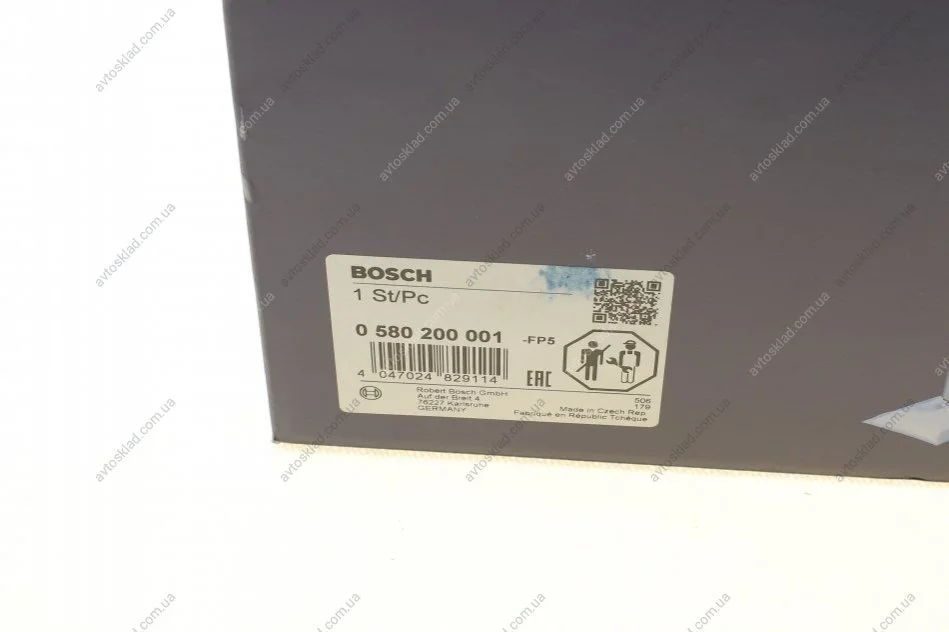 BOSCH
1 St/Pc
0 580 200 001 -FP5
4 047024 829114
EAC
Robert Bosch GmbH
Auf der Breit 4
76227 Karlsruhe
GERMANY
506
179
Made in Czech Rep.
Fabriqué en République Tchèque
avtosklad.com.ua